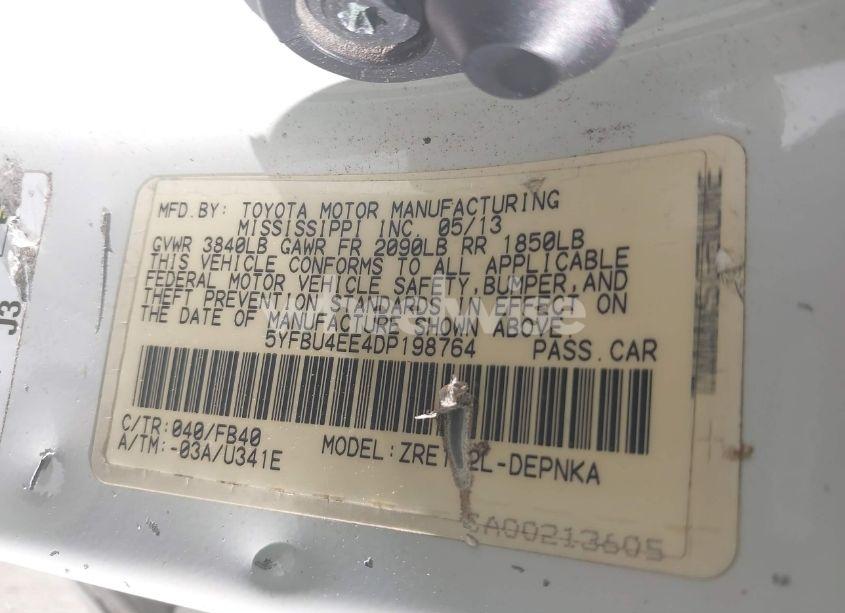 MFD.BY: TOYOTA MOTOR MANUFACTURING
MISSISSIPPI INC. 05/13
GVWR 3840LB GAWR FR 2090LB RR 1850LB
THIS VEHICLE CONFORMS TO ALL APPLICABLE
FEDERAL MOTOR VEHICLE SAFETY,BUMPER,AND
THEFT PREVENTION STANDARDS IN EFFECT ON
THE DATE OF MANUFACTURE SHOWN ABOVE.
5YFBU4EE4DP198764 PASS.CAR
C/TR:040/FB40 MODEL:
A/TM:-03A/U341E
SA00213605
J3